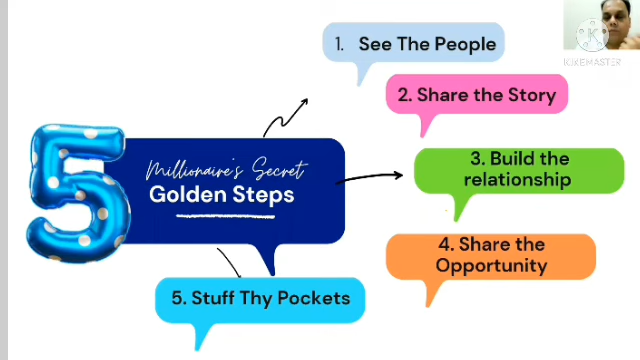 1. See The People
2. Share the Story
3. Build the
relationship
4. Share the
Opportunity
5. Stuff Thy Pockets
5
Millionaire's Secret
Golden Steps
K
KINEMASTER